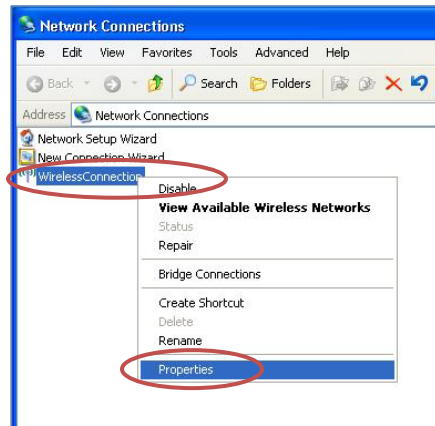 Network Connections
File Edit View Favorites Tools Advanced Help
Back Search Folders
Address Network Connections
Network Setup Wizard
New Connection Wizard
WirelessConnection
Disable
View Available Wireless Networks
Status
Repair
Bridge Connections
Create Shortcut
Delete
Rename
Properties